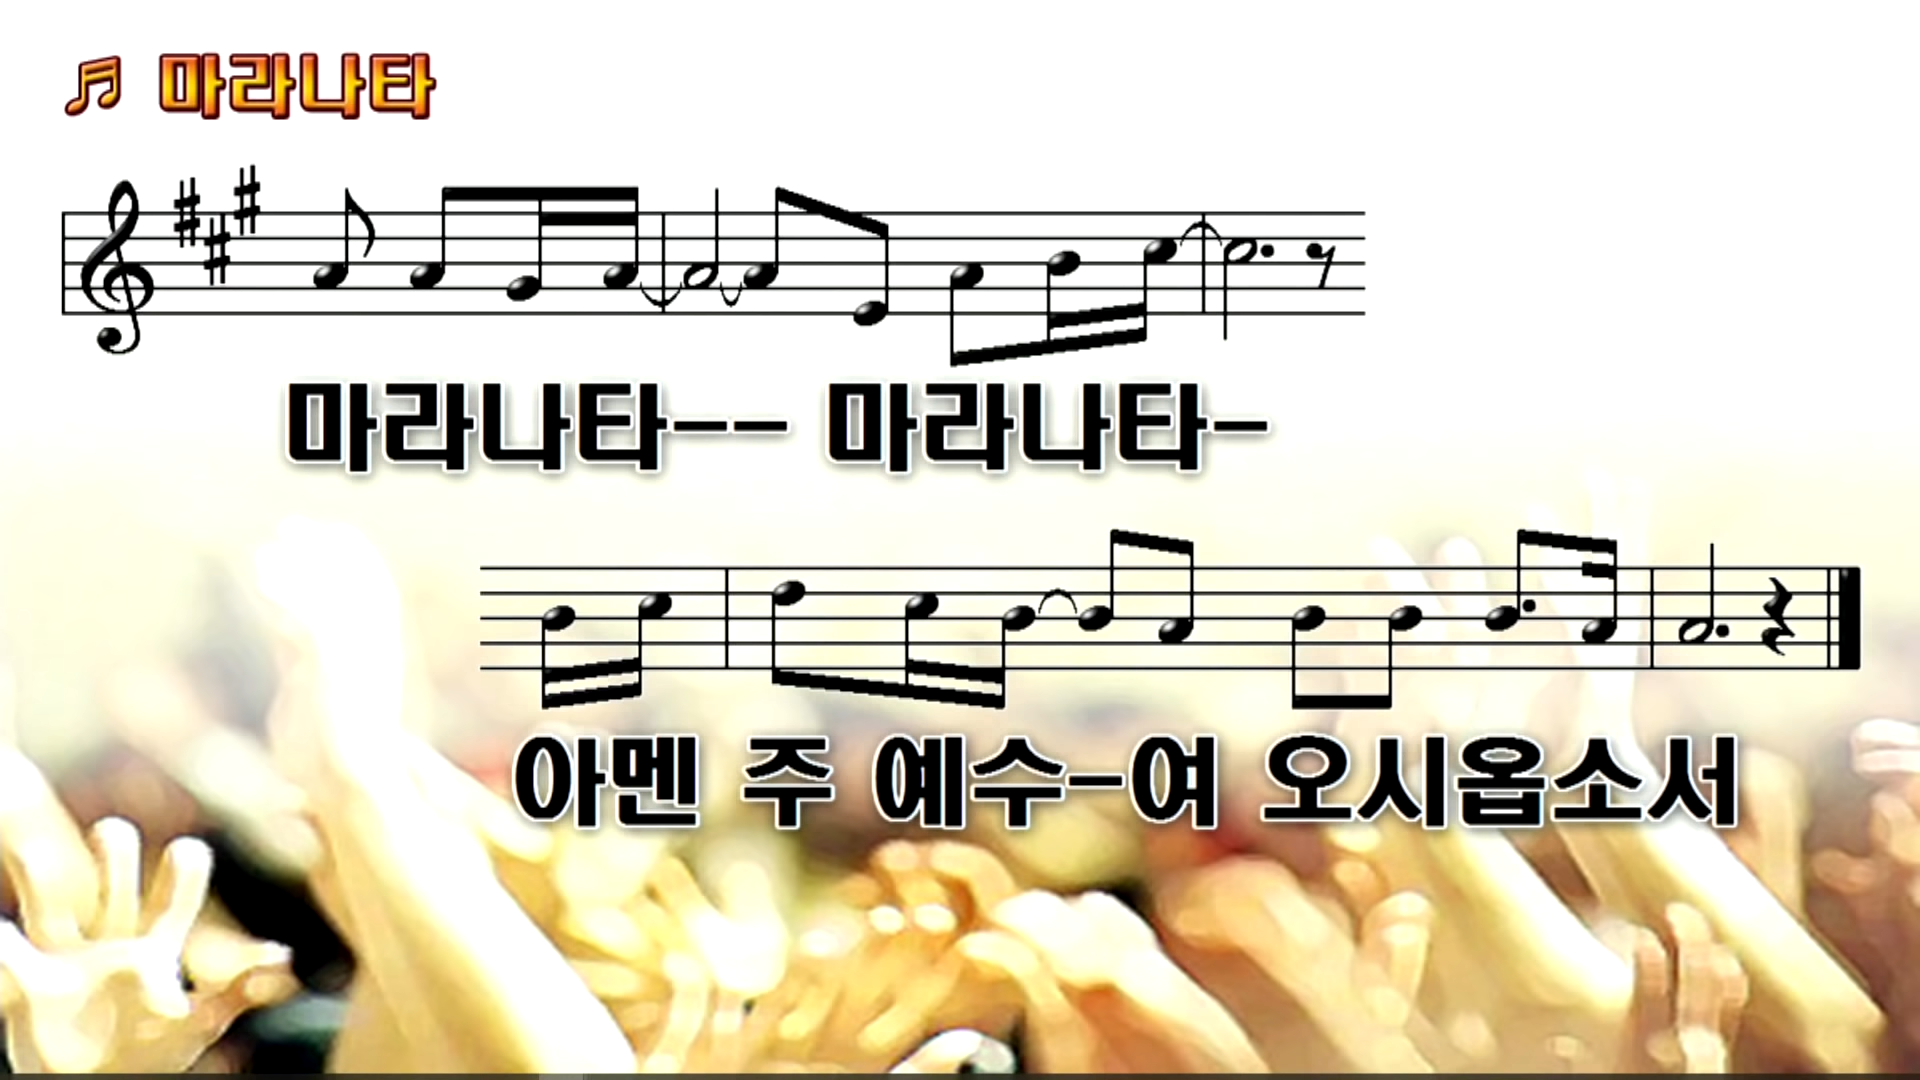 ♬ 마라나타
마라나타-- 마라나타-
아멘 주 예수-여 오시옵소서